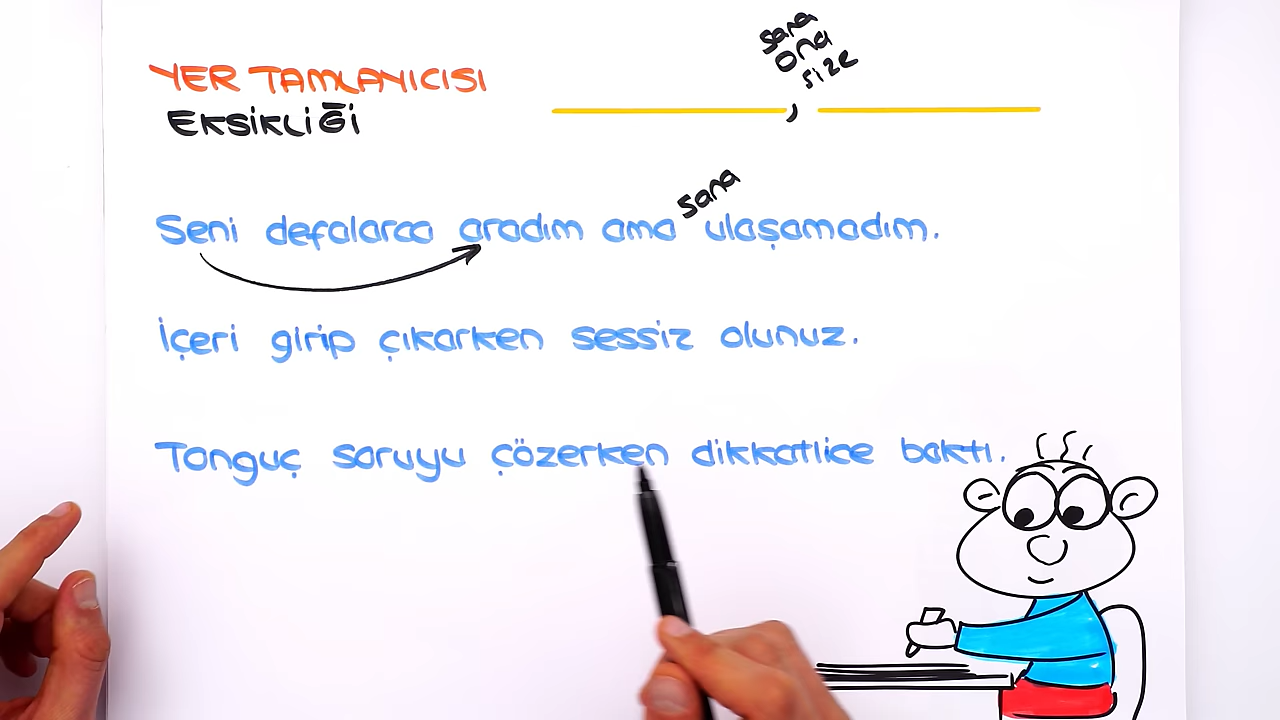 YER TAMLAYICISI
EKSİKLİĞİ
sana
ona
size
,
sana
Seni defalarca aradım ama ulaşamadım.
İçeri girip çıkarken sessiz olunuz.
Tonguç soruyu çözerken dikkatlice baktı.